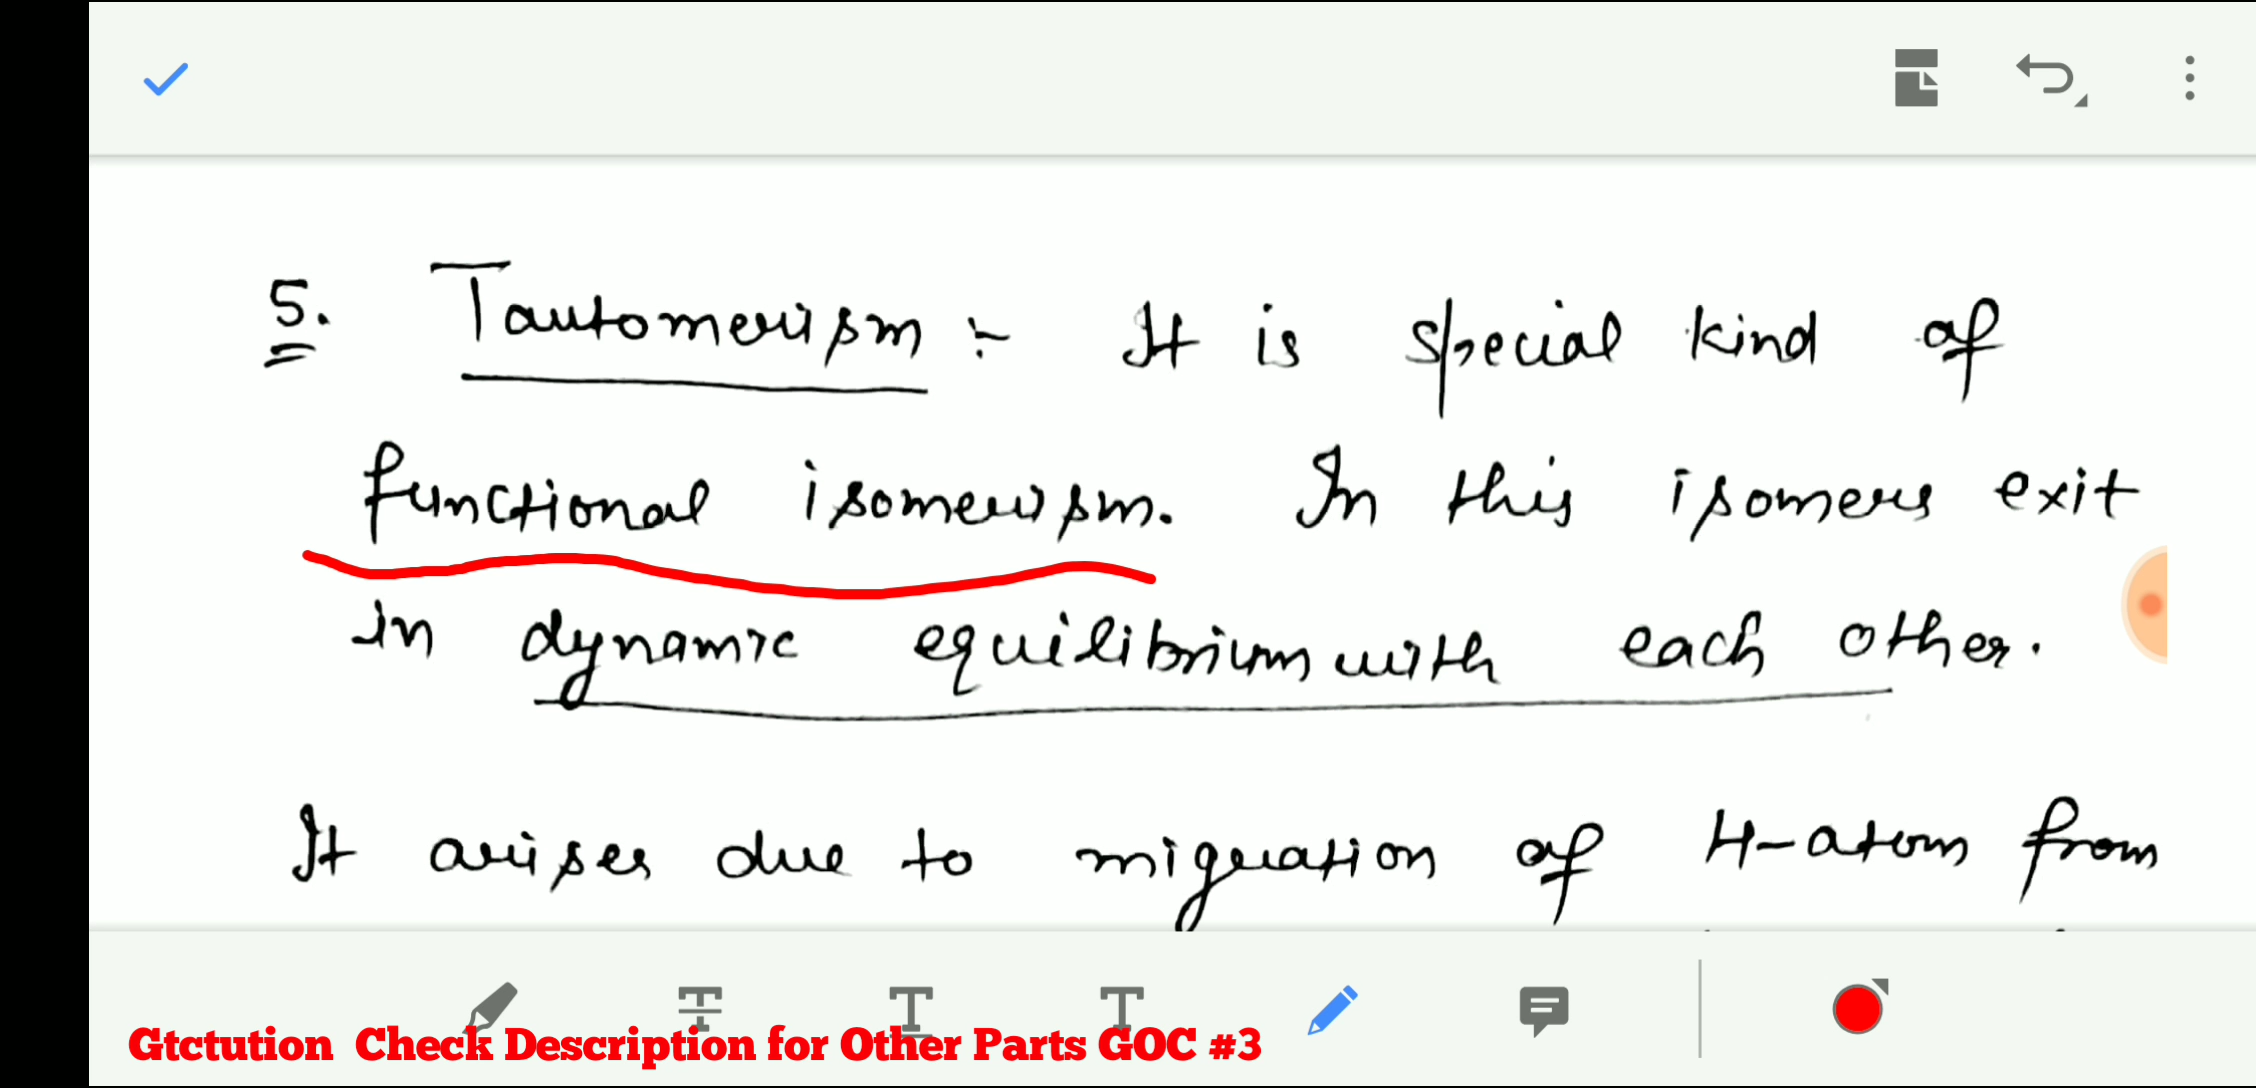 5. Tautomerism :- It is special kind of
functional isomerism. In this isomers exit
in dynamic equilibrium with each other.
It arises due to migration of H-atom from
Gtctution Check Description for Other Parts GOC #3